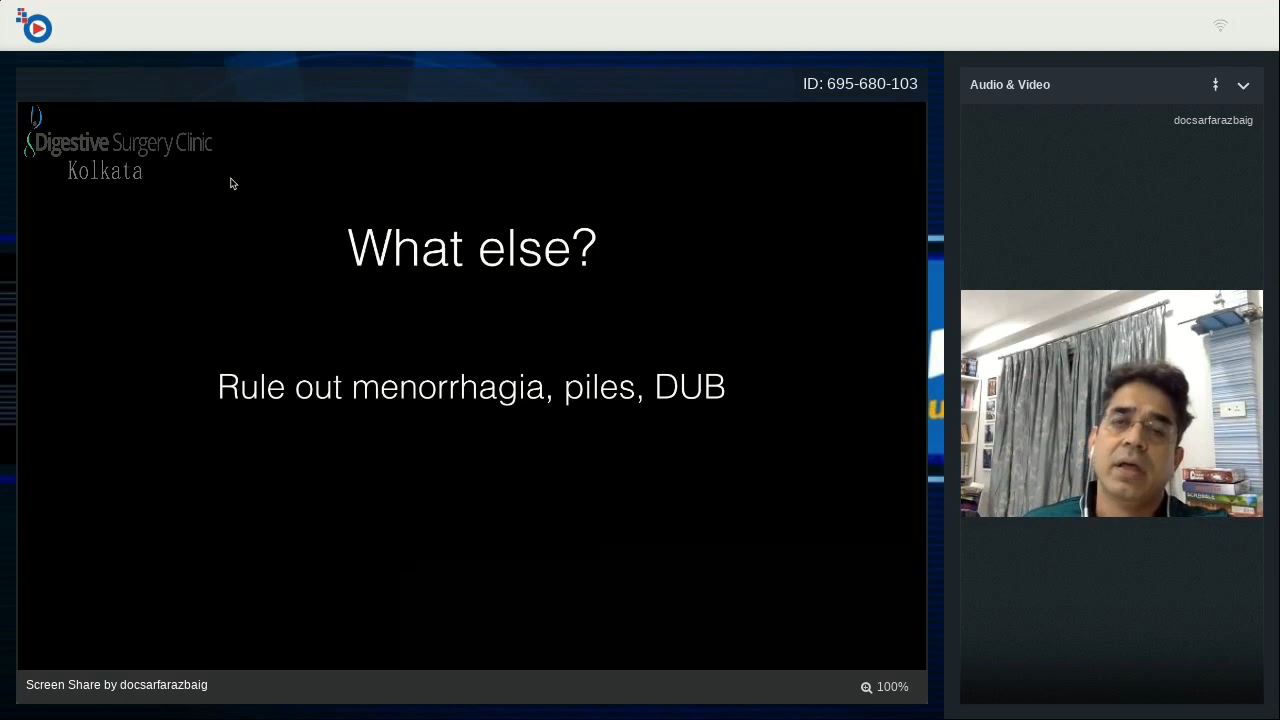 ID: 695-680-103
Audio & Video
docsarfarazbaig
Digestive Surgery Clinic
Kolkata
What else?
Rule out menorrhagia, piles, DUB
SCRABBLE
Screen Share by docsarfarazbaig
100%